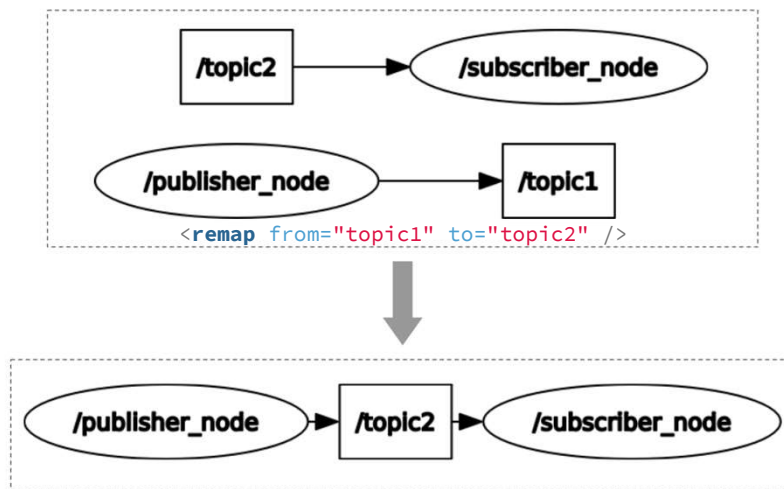 /topic2 /subscriber_node
/publisher_node /topic1
<remap from="topic1" to="topic2" />
/publisher_node /topic2 /subscriber_node